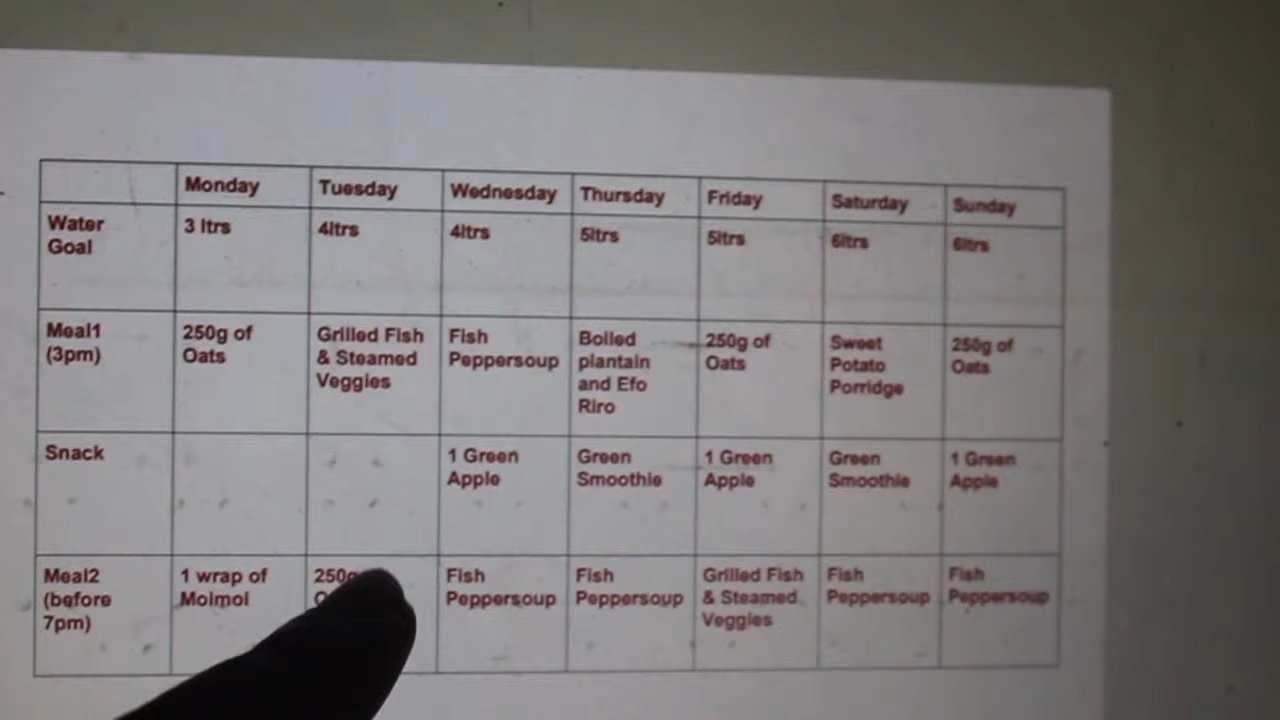 Monday Tuesday Wednesday Thursday Friday Saturday Sunday
Water Goal 3 ltrs 4ltrs 4ltrs 5ltrs 5ltrs 6ltrs 6ltrs
Meal1 (3pm) 250g of Oats Grilled Fish & Steamed Veggies Fish Peppersoup Boiled plantain and Efo Riro 250g of Oats Sweet Potato Porridge 250g of Oats
Snack 1 Green Apple Green Smoothie 1 Green Apple Green Smoothie 1 Green Apple
Meal2 (before 7pm) 1 wrap of Moimoi 250g Fish Peppersoup Fish Peppersoup Grilled Fish & Steamed Veggies Fish Peppersoup Fish Peppersoup